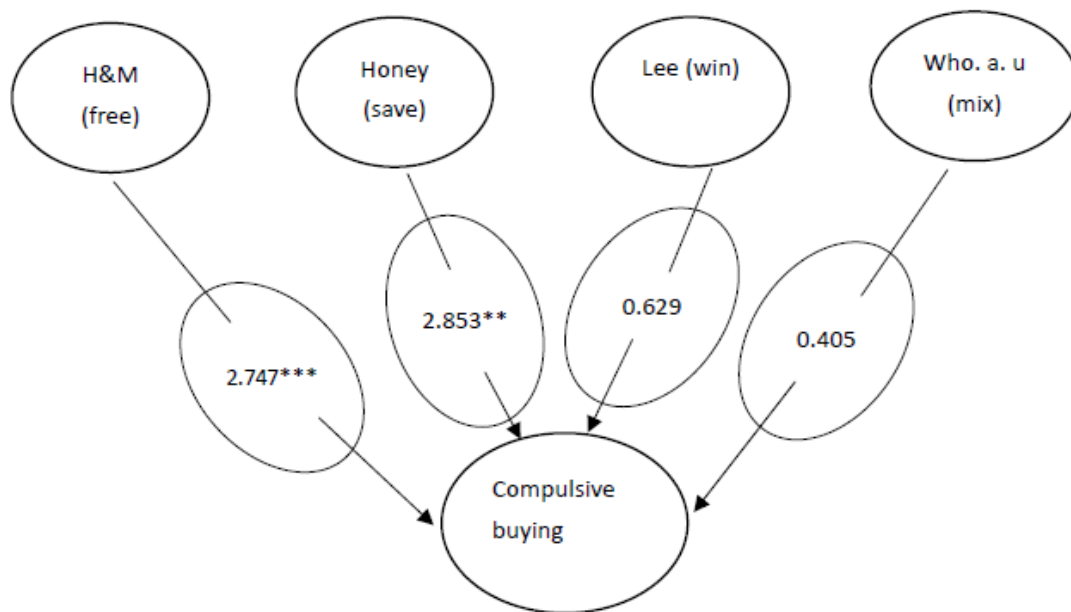 H&M
(free)
Honey
(save)
Lee (win)
Who. a. u
(mix)
2.747***
2.853**
0.629
0.405
Compulsive
buying